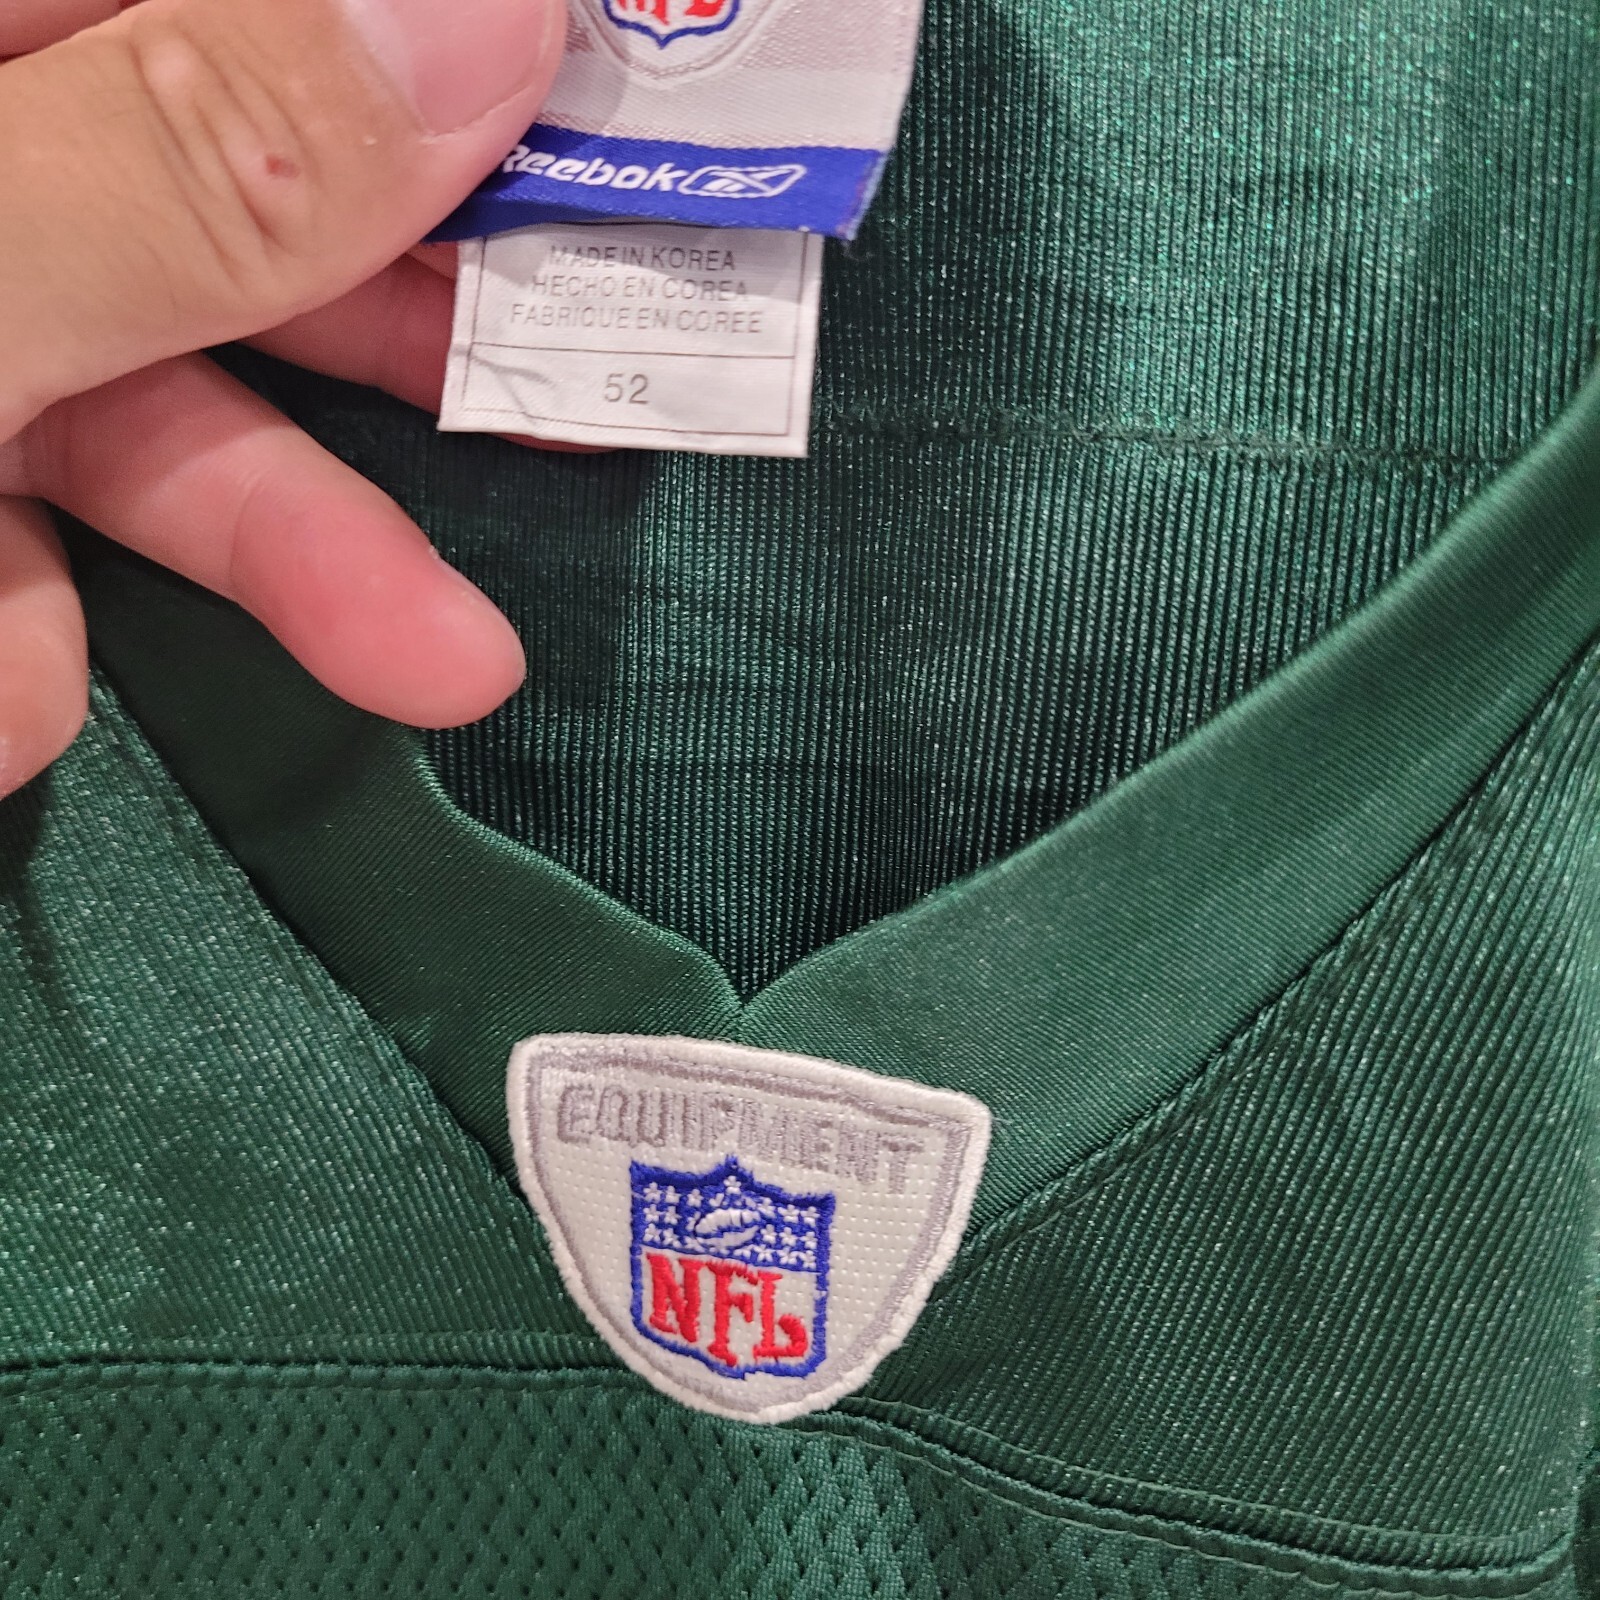 NFL
Reebok
MADE IN KOREA
HECHO EN COREA
FABRIQUE EN COREE
52
EQUIPMENT
NFL